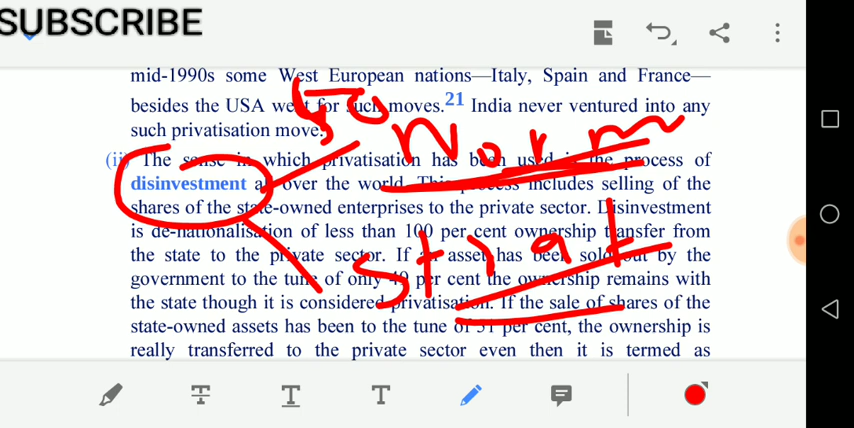 SUBSCRIBE
mid-1990s some West European nations—Italy, Spain and France—
besides the USA went for such moves.21 India never ventured into any
such privatisation move.
50
Norm
(ii) The sense in which privatisation has been used is the process of
disinvestment all over the world. This process includes selling of the
shares of the state-owned enterprises to the private sector. Disinvestment
is de-nationalisation of less than 100 per cent ownership transfer from
the state to the private sector. If an asset has been sold out by the
government to the tune of only 49 per cent the ownership remains with
the state though it is considered privatisation. If the sale of shares of the
state-owned assets has been to the tune of 51 per cent, the ownership is
really transferred to the private sector even then it is termed as